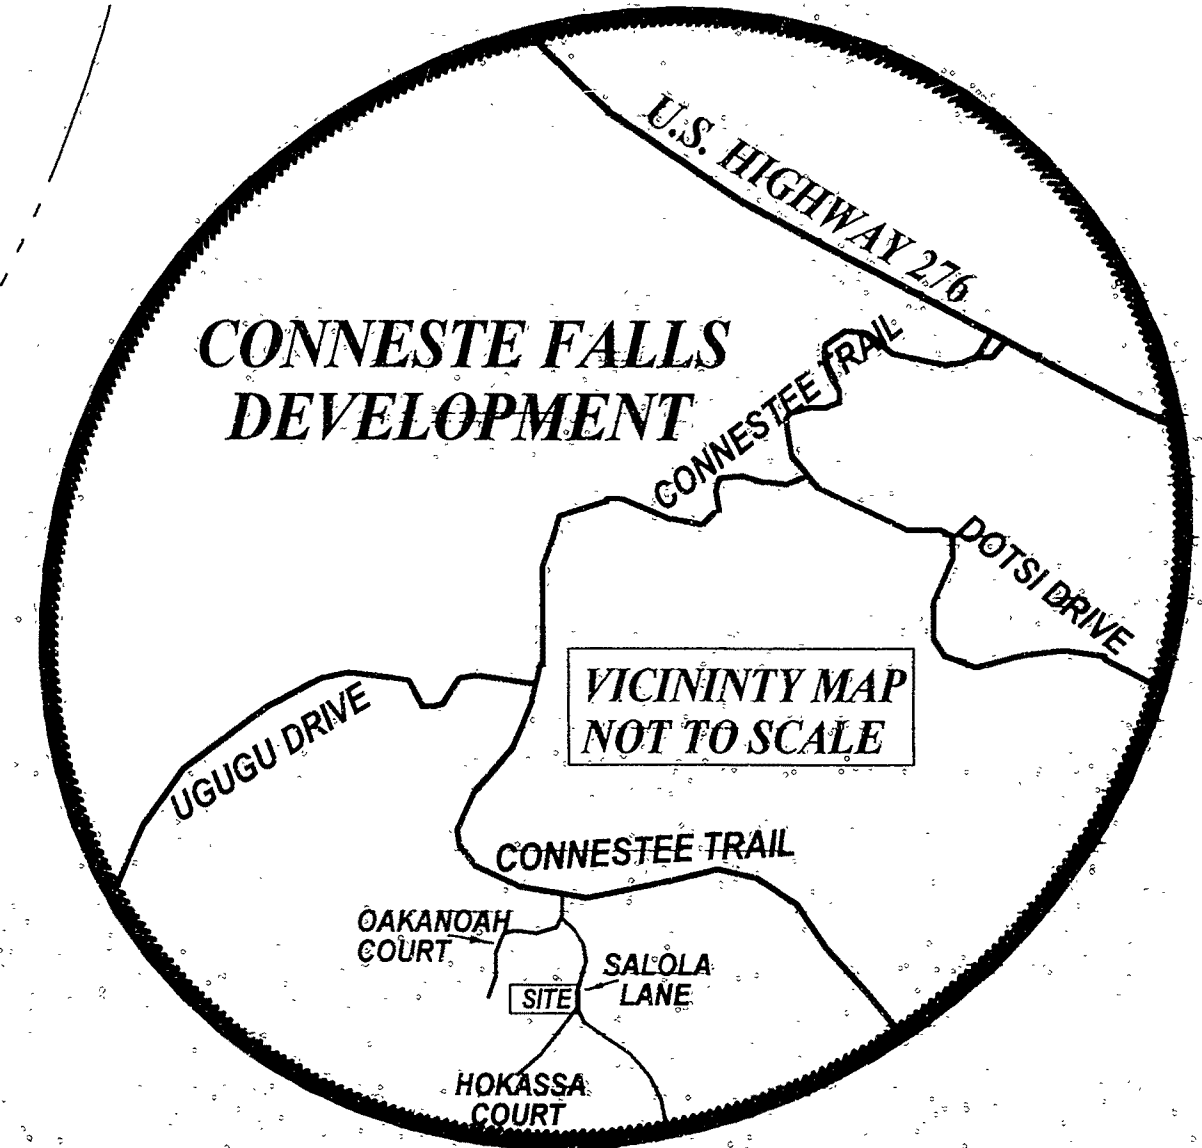 U.S. HIGHWAY 276
CONNESTE FALLS
DEVELOPMENT
CONNESTEE TRAIL
DOTSI DRIVE
VICININTY MAP
NOT TO SCALE
UGUGU DRIVE
CONNESTEE TRAIL
OAKANOAH
COURT
SALOLA
LANE
SITE
HOKASSA
COURT